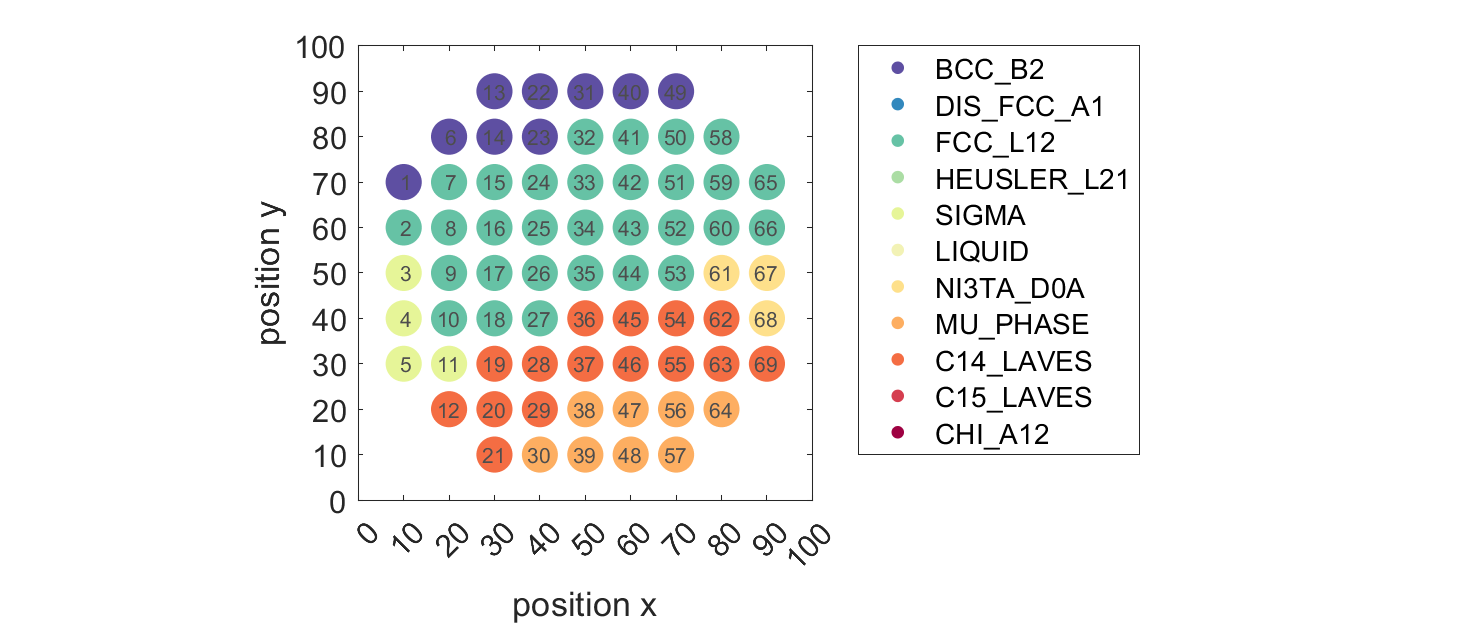 100
90
80
70
60
50
40
30
20
10
0
position y
13 22 31 40 49
6 14 23 32 41 50 58
1 7 15 24 33 42 51 59 65
2 8 16 25 34 43 52 60 66
3 9 17 26 35 44 53 61 67
4 10 18 27 36 45 54 62 68
5 11 19 28 37 46 55 63 69
12 20 29 38 47 56 64
21 30 39 48 57
0 10 20 30 40 50 60 70 80 90 100
position x
BCC_B2
DIS_FCC_A1
FCC_L12
HEUSLER_L21
SIGMA
LIQUID
NI3TA_D0A
MU_PHASE
C14_LAVES
C15_LAVES
CHI_A12